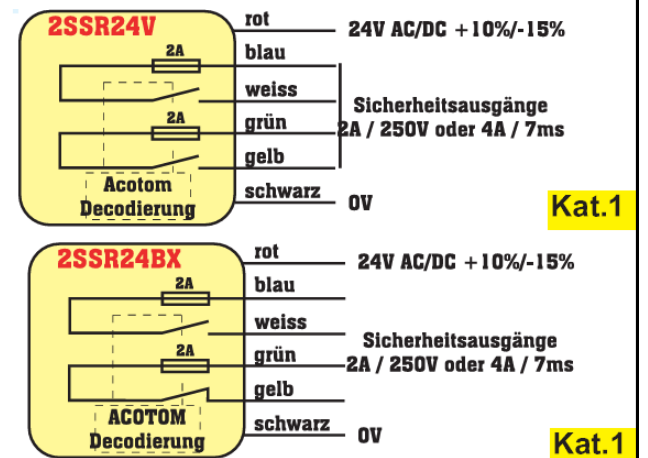 2SSR24V
rot
24V AC/DC +10%/-15%
2A
blau
weiss
2A
grün
Sicherheitsausgänge
2A / 250V oder 4A / 7ms
gelb
Acotom
Decodierung
schwarz
0V
Kat.1
2SSR24BX
rot
24V AC/DC +10%/-15%
2A
blau
weiss
2A
grün
Sicherheitsausgänge
2A / 250V oder 4A / 7ms
gelb
ACOTOM
Decodierung
schwarz
0V
Kat.1